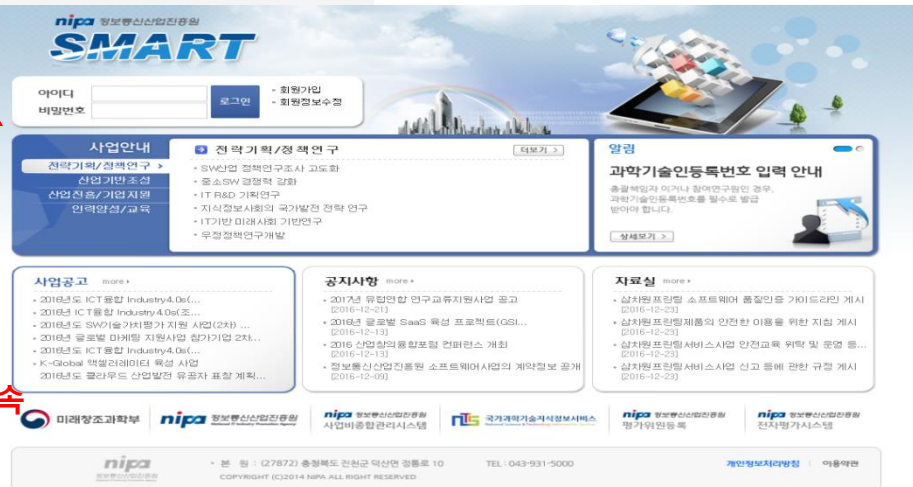 nipa 정보통신산업진흥원
SMART
아이디
비밀번호
로그인
- 회원가입
- 회원정보수정
사업안내
전략기획/정책연구 >
산업기반조성
산업진흥/기업지원
인력양성/교육
전략기획/정책연구
더보기 >
· SW산업 정책연구조사 고도화
· 중소SW 경쟁력 강화
· IT R&D 기획연구
· 지식정보사회의 국가발전 전략 연구
· IT기반 미래사회 기반연구
· 우정정책연구개발
알림
과학기술인등록번호 입력 안내
총괄책임자 이거나 참여연구원인 경우,
과학기술인등록번호를 필수로 발급
받아야 합니다.
상세보기 >
사업공고 more
· 2016년도 ICT융합 Industry4.0s(...
· 2016년 ICT융합 Industry4.0s(조...
· 2016년도 SW기술가치평가 지원 사업(2차) ...
· 2016년 글로벌 마케팅 지원사업 참가기업 2차...
· 2016년도 ICT융합 Industry4.0s(...
· K-Global 액셀러레이터 육성 사업
2016년도 클라우드 산업발전 유공자 표창 계획...
공지사항 more
· 2017년 유럽연합 연구교류지원사업 공고
[2016-12-21]
· 2016년 글로벌 SaaS 육성 프로젝트(GSI...
[2016-12-13]
· 2016 산업창의융합포럼 컨퍼런스 개최
[2016-12-13]
· 정보통신산업진흥원 소프트웨어사업의 계약정보 공개
[2016-12-09]
자료실 more
· 삼차원프린팅 소프트웨어 품질인증 가이드라인 게시
[2016-12-23]
· 삼차원프린팅제품의 안전한 이용을 위한 지침 게시
[2016-12-23]
· 삼차원프린팅서비스사업 안전교육 위탁 및 운영 등...
[2016-12-23]
· 삼차원프린팅서비스사업 신고 등에 관한 규정 게시
[2016-12-23]
속
미래창조과학부
nipa 정보통신산업진흥원
nipa 정보통신산업진흥원
사업비종합관리시스템
NTIS 국가과학기술지식정보서비스
nipa 정보통신산업진흥원
평가위원등록
nipa 정보통신산업진흥원
전자평가시스템
nipa
정보통신산업진흥원
· 본 원 : (27872) 충청북도 진천군 덕산면 정통로 10 TEL : 043-931-5000
COPYRIGHT (C)2014 NIPA ALL RIGHT RESERVED
개인정보처리방침 이용약관